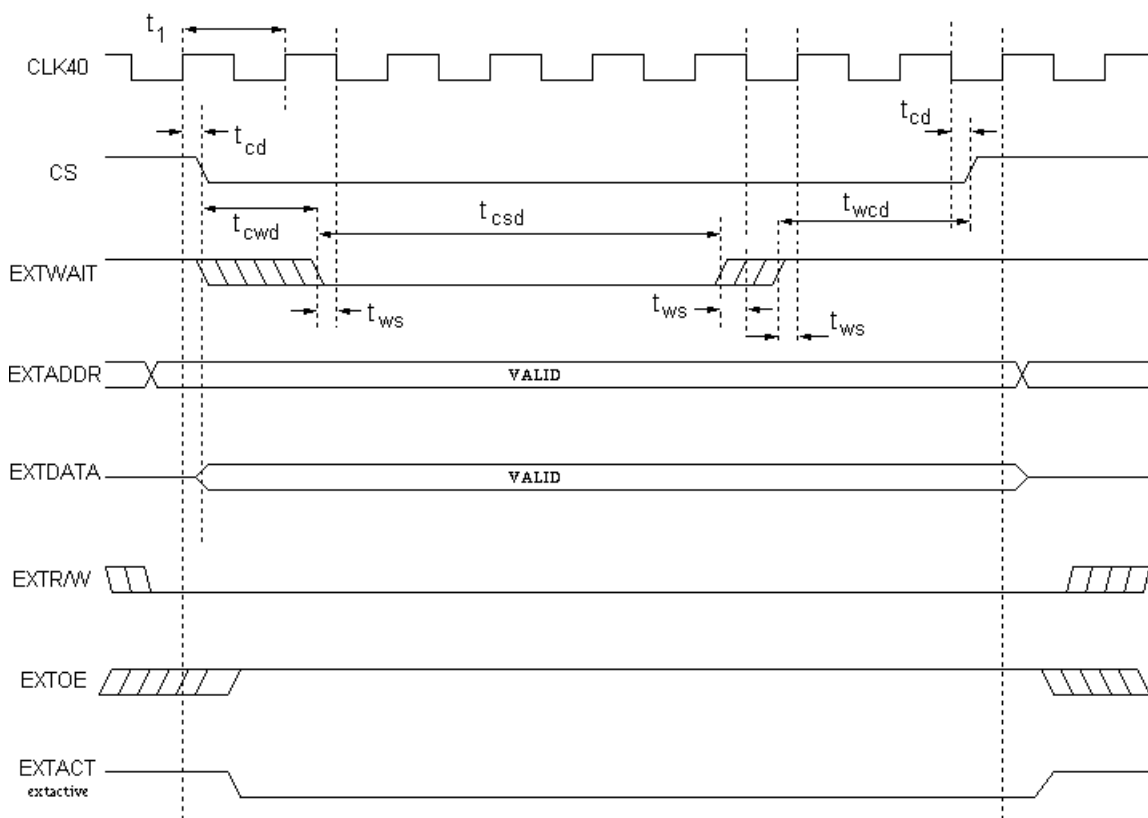 t1
CLK40
tcd
tcd
CS
tcwd
tcsd
twcd
EXTWAIT
tws
tws
tws
EXTADDR
VALID
EXTDATA
VALID
EXTR/W
EXTOE
EXTACT
extactive